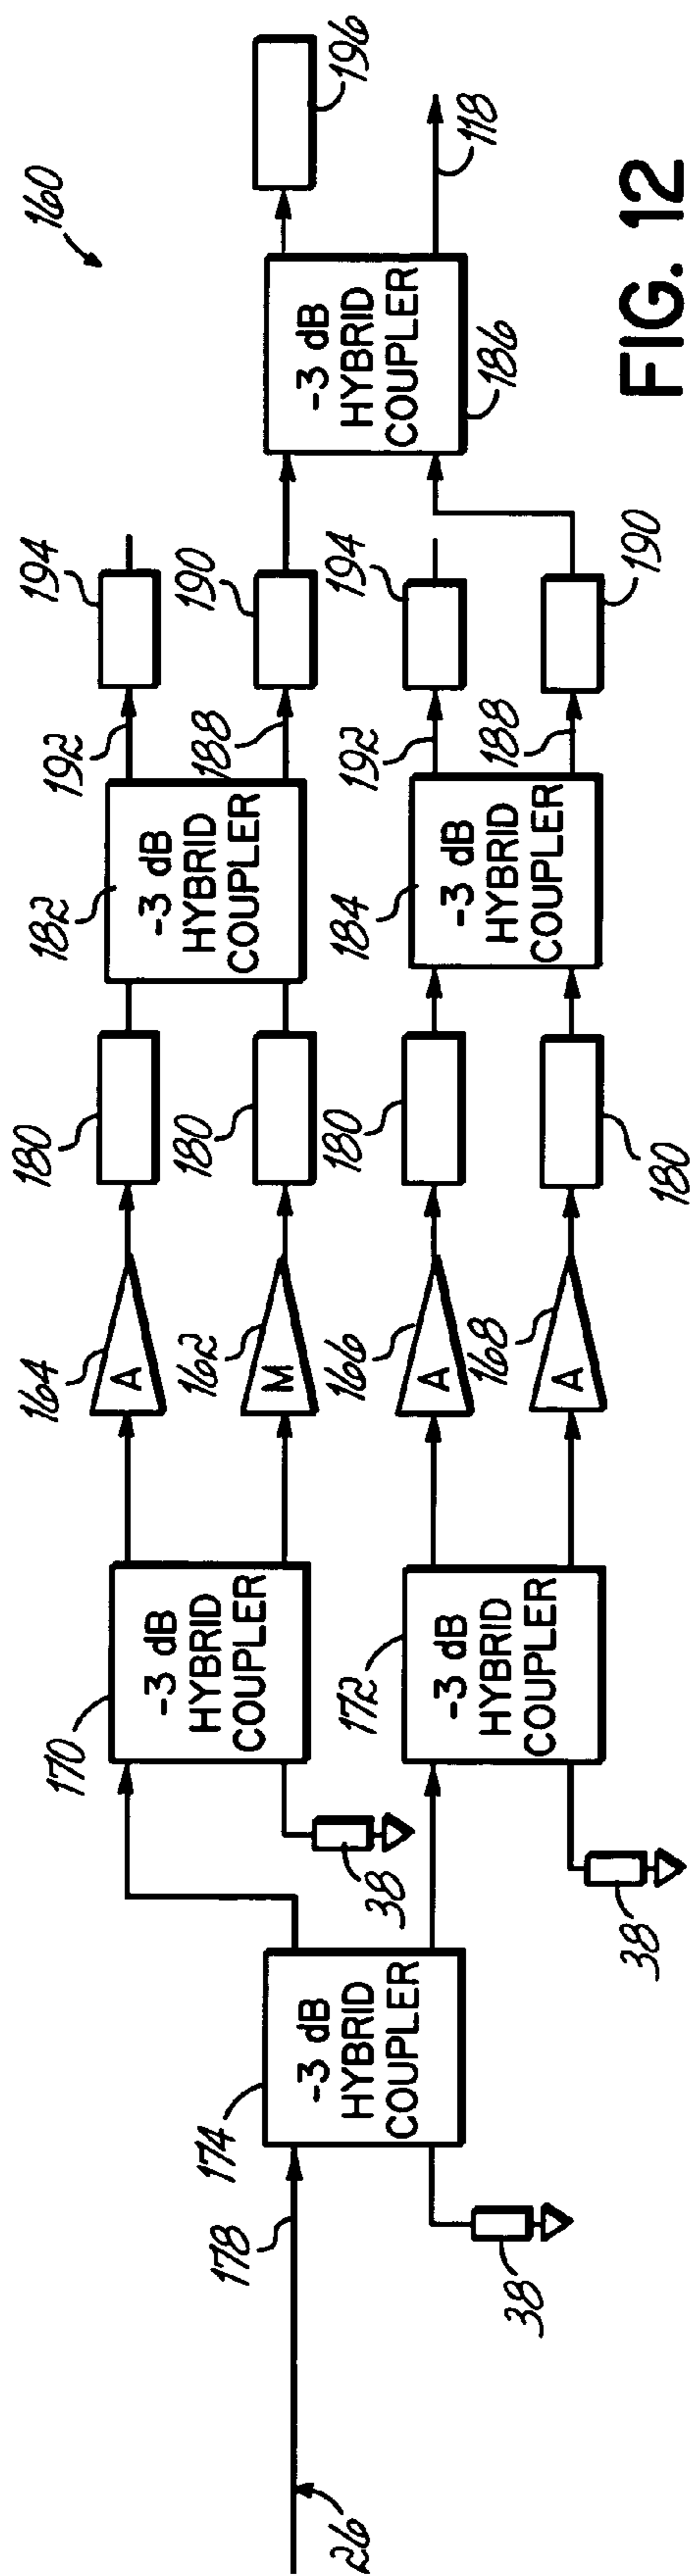 160
196
118
-3 dB
HYBRID
COUPLER
186
194
190
194
190
192
188
192
188
182
-3 dB
HYBRID
COUPLER
184
-3 dB
HYBRID
COUPLER
180
180
180
180
164
A
162
M
166
A
168
A
170
-3 dB
HYBRID
COUPLER
172
-3 dB
HYBRID
COUPLER
38
38
174
-3 dB
HYBRID
COUPLER
178
38
26
FIG. 12